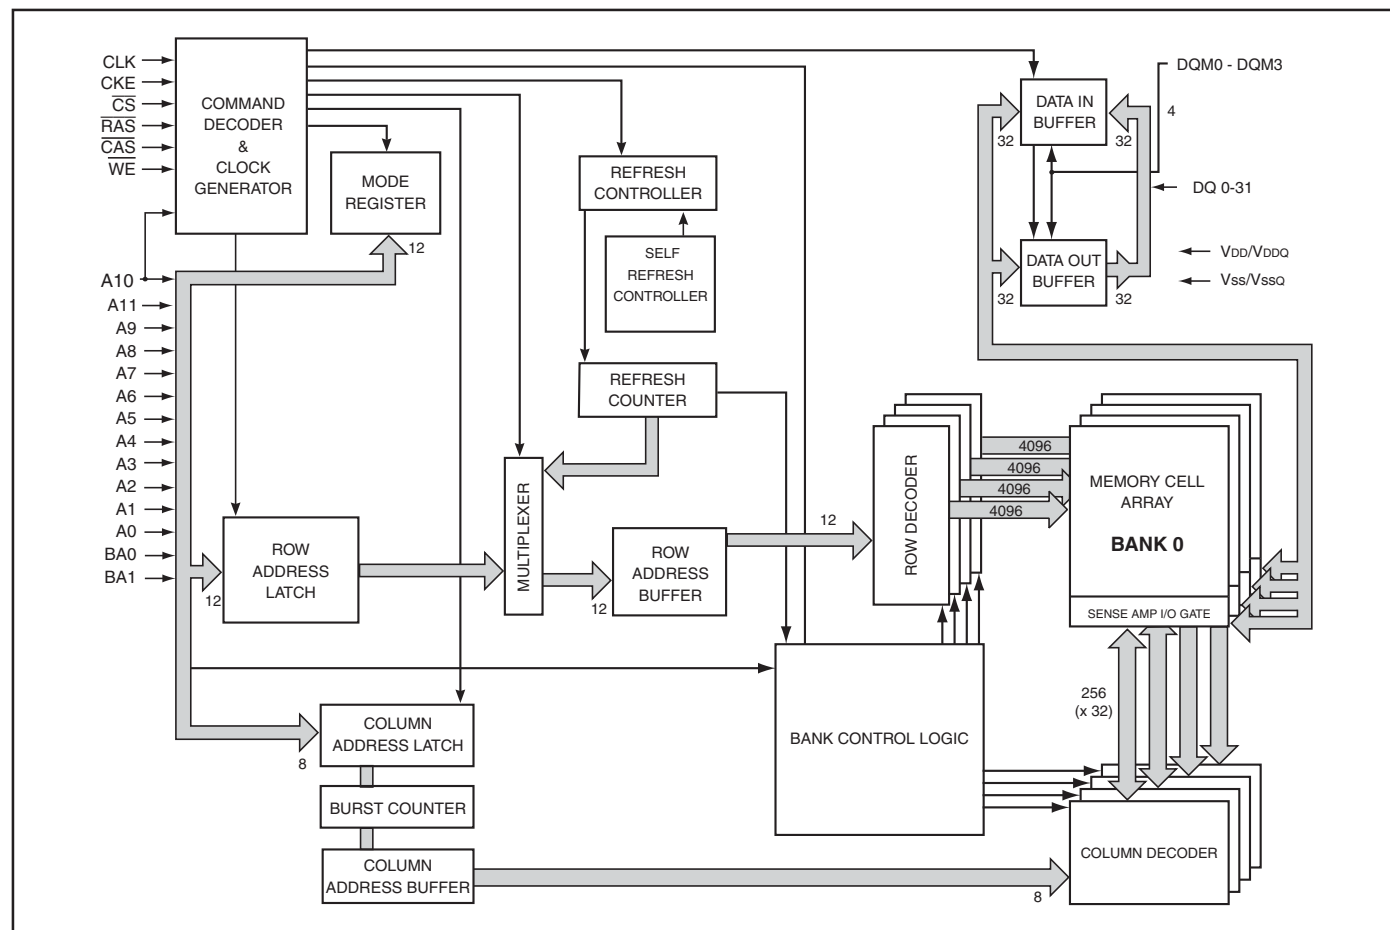 CLK
CKE
CS
RAS
CAS
WE
A10
A11
A9
A8
A7
A6
A5
A4
A3
A2
A1
A0
BA0
BA1
COMMAND
DECODER
&
CLOCK
GENERATOR
MODE
REGISTER
12
REFRESH
CONTROLLER
SELF
REFRESH
CONTROLLER
REFRESH
COUNTER
DATA IN
BUFFER
32
32
DATA OUT
BUFFER
32
32
DQM0 - DQM3
4
DQ 0-31
VDD/VDDQ
Vss/VssQ
12
ROW
ADDRESS
LATCH
MULTIPLEXER
12
ROW
ADDRESS
BUFFER
12
ROW DECODER
4096
4096
4096
4096
MEMORY CELL
ARRAY
BANK 0
SENSE AMP I/O GATE
256
(x 32)
BANK CONTROL LOGIC
8
COLUMN
ADDRESS LATCH
BURST COUNTER
COLUMN
ADDRESS BUFFER
8
COLUMN DECODER